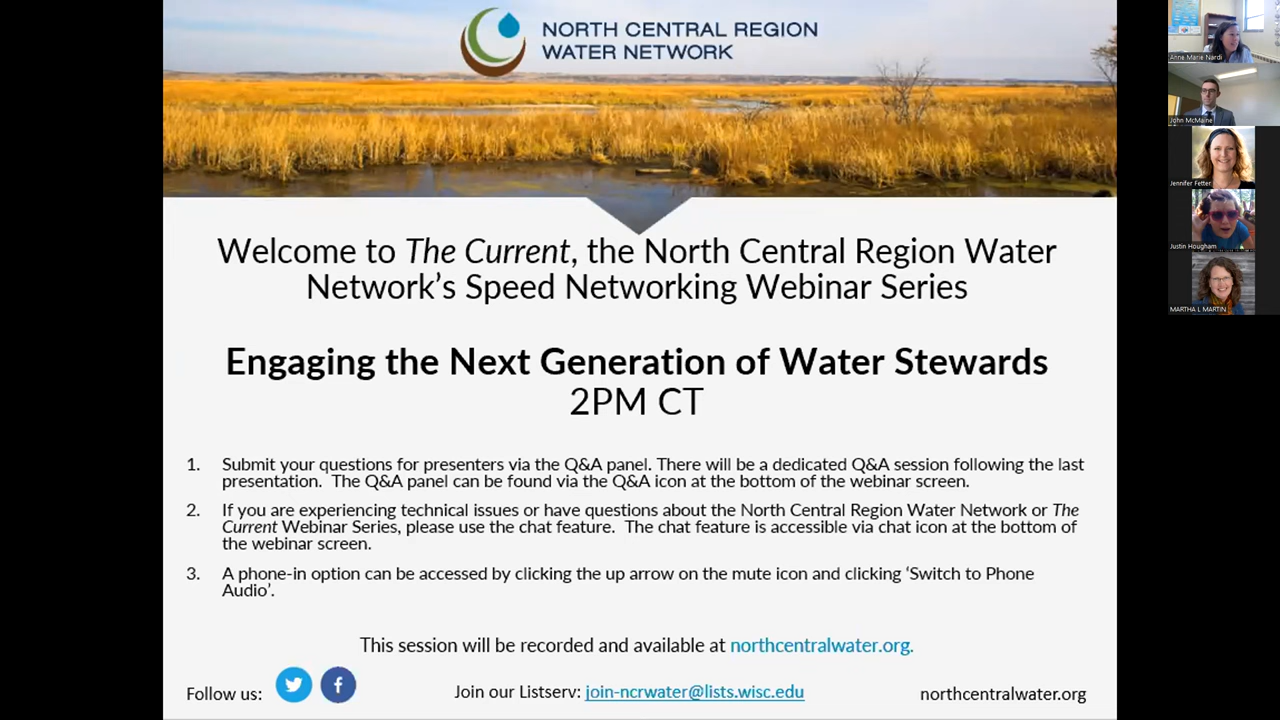 NORTH CENTRAL REGION
WATER NETWORK
Welcome to The Current, the North Central Region Water
Network’s Speed Networking Webinar Series
Engaging the Next Generation of Water Stewards
2PM CT
1. Submit your questions for presenters via the Q&A panel. There will be a dedicated Q&A session following the last
presentation. The Q&A panel can be found via the Q&A icon at the bottom of the webinar screen.
2. If you are experiencing technical issues or have questions about the North Central Region Water Network or The
Current Webinar Series, please use the chat feature. The chat feature is accessible via chat icon at the bottom of
the webinar screen.
3. A phone-in option can be accessed by clicking the up arrow on the mute icon and clicking ‘Switch to Phone
Audio’.
This session will be recorded and available at northcentralwater.org.
Follow us:
Join our Listserv: join-ncrwater@lists.wisc.edu
northcentralwater.org
Anne Marie Nardi
John McMaine
Jennifer Fetter
Justin Hougham
MARTHA L MARTIN